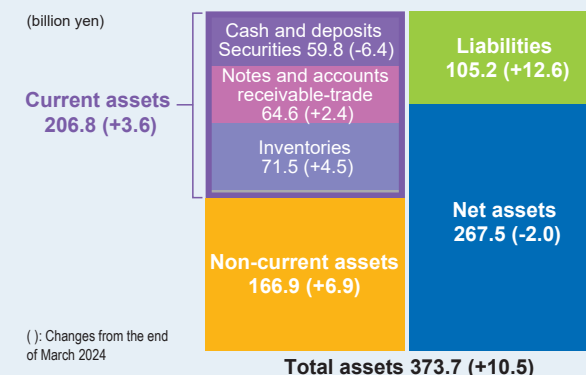 (billion yen)
Current assets
206.8 (+3.6)
Cash and deposits
Securities 59.8 (-6.4)
Notes and accounts
receivable-trade
64.6 (+2.4)
Inventories
71.5 (+4.5)
Non-current assets
166.9 (+6.9)
Liabilities
105.2 (+12.6)
Net assets
267.5 (-2.0)
( ): Changes from the end
of March 2024
Total assets 373.7 (+10.5)